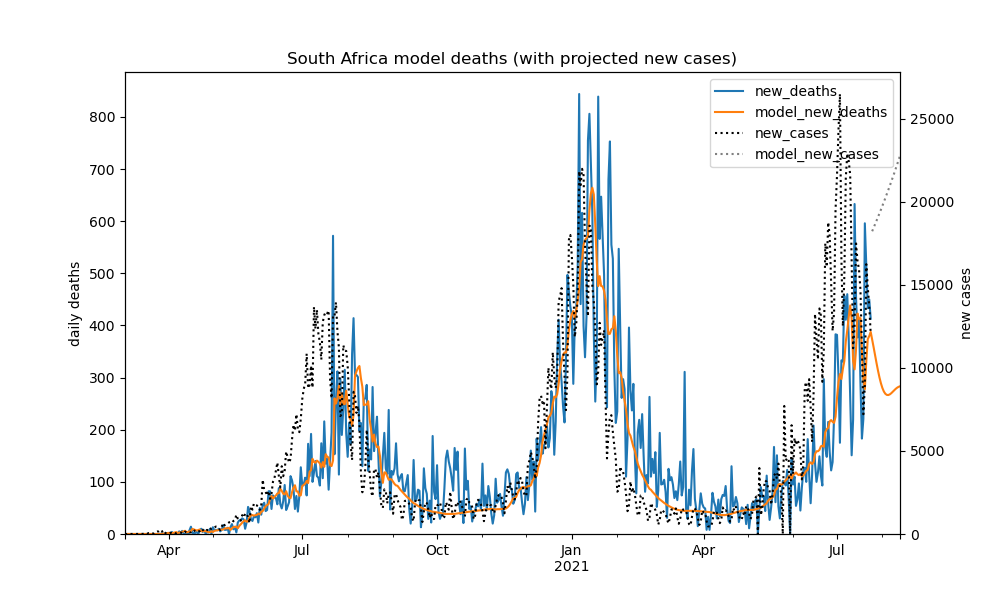 South Africa model deaths (with projected new cases)
new_deaths
model_new_deaths
new_cases
model_new_cases
daily deaths
800
700
600
500
400
300
200
100
0
25000
20000
15000
10000
5000
0
new cases
Apr
Jul
Oct
Jan
2021
Apr
Jul